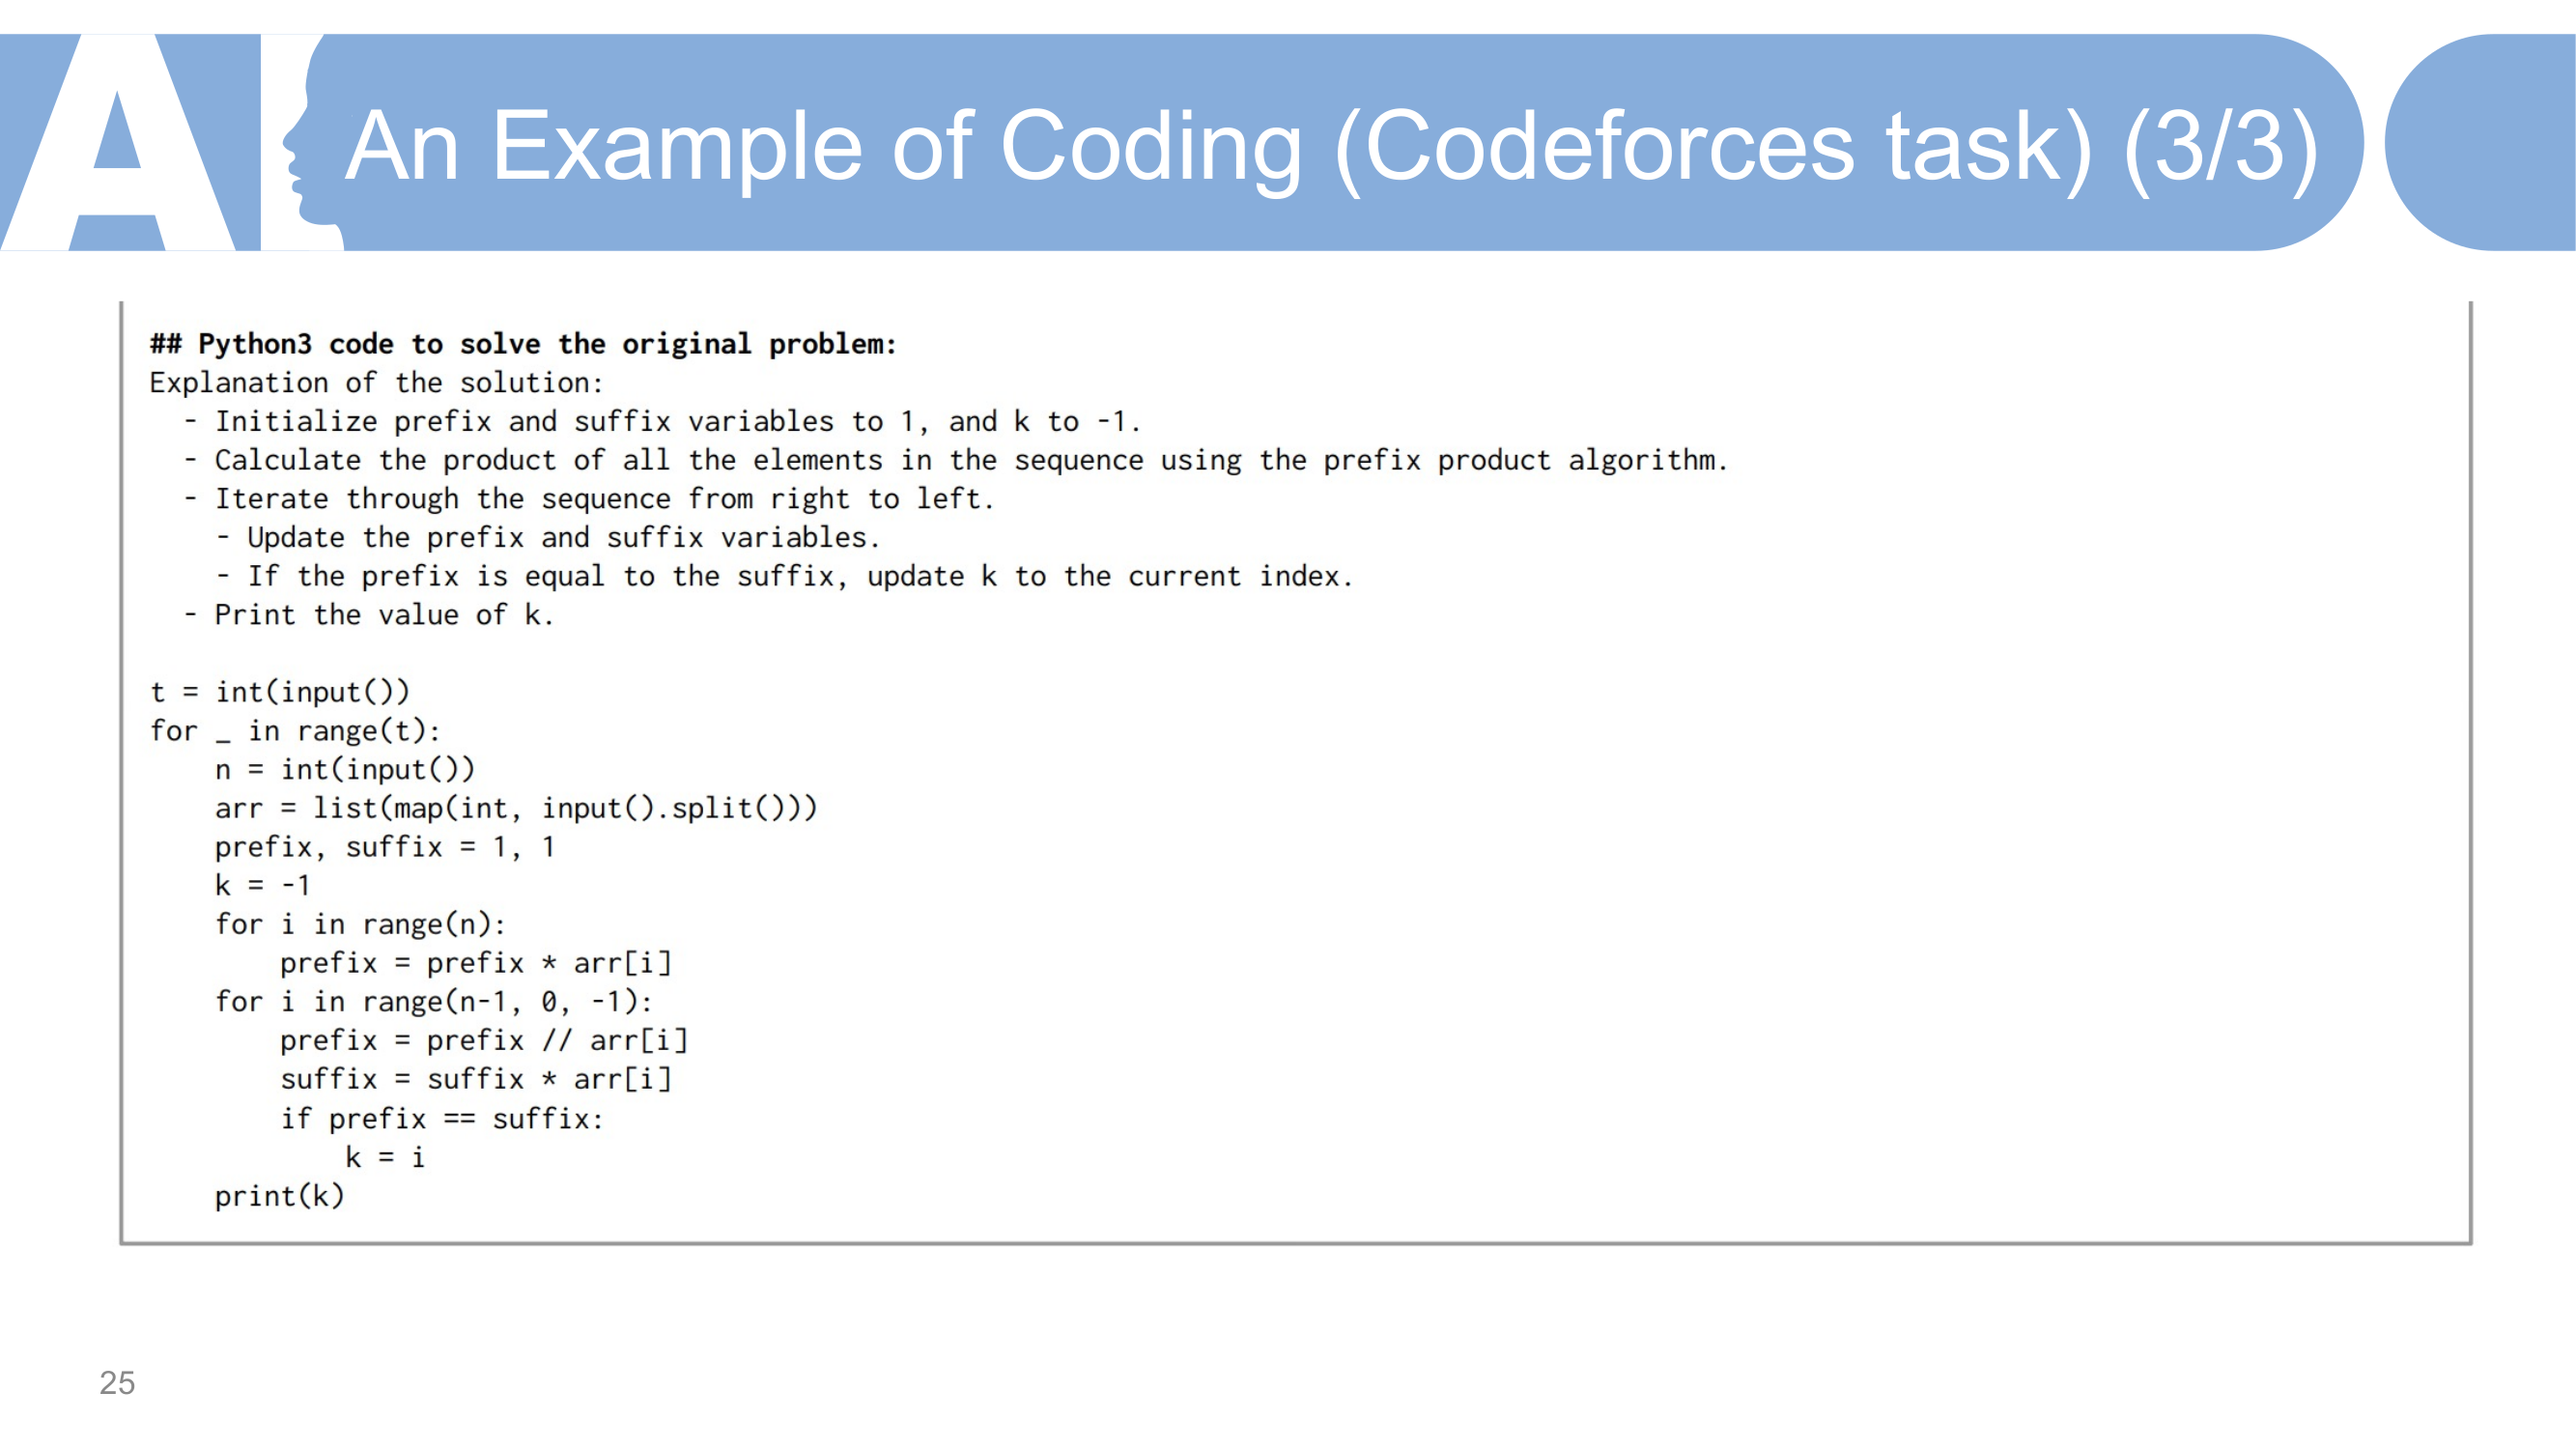 AI
An Example of Coding (Codeforces task) (3/3)
## Python3 code to solve the original problem:
Explanation of the solution:
  - Initialize prefix and suffix variables to 1, and k to -1.
  - Calculate the product of all the elements in the sequence using the prefix product algorithm.
  - Iterate through the sequence from right to left.
    - Update the prefix and suffix variables.
    - If the prefix is equal to the suffix, update k to the current index.
  - Print the value of k.
t = int(input())
for _ in range(t):
    n = int(input())
    arr = list(map(int, input().split()))
    prefix, suffix = 1, 1
    k = -1
    for i in range(n):
        prefix = prefix * arr[i]
    for i in range(n-1, 0, -1):
        prefix = prefix // arr[i]
        suffix = suffix * arr[i]
        if prefix == suffix:
            k = i
    print(k)
25